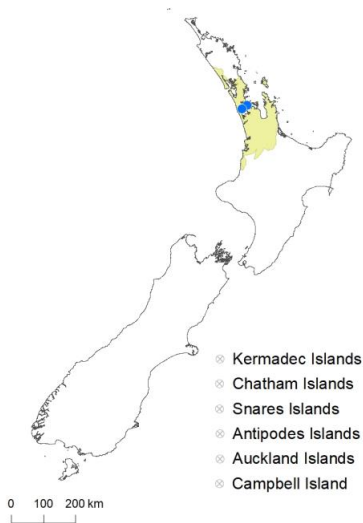 Kermadec Islands
Chatham Islands
Snares Islands
Antipodes Islands
Auckland Islands
Campbell Island
0 100 200 km